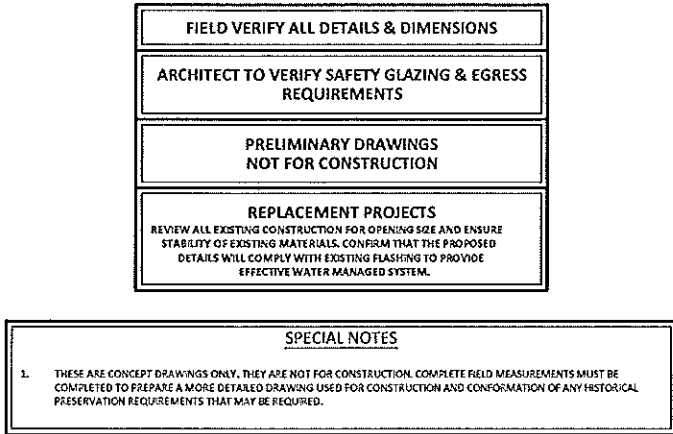 FIELD VERIFY ALL DETAILS & DIMENSIONS
ARCHITECT TO VERIFY SAFETY GLAZING & EGRESS
REQUIREMENTS
PRELIMINARY DRAWINGS
NOT FOR CONSTRUCTION
REPLACEMENT PROJECTS
REVIEW ALL EXISTING CONSTRUCTION FOR OPENING SIZE AND ENSURE
STABILITY OF EXISTING MATERIALS. CONFIRM THAT THE PROPOSED
DETAILS WILL COMPLY WITH EXISTING FLASHING TO PROVIDE
EFFECTIVE WATER MANAGED SYSTEM.
SPECIAL NOTES
1. THESE ARE CONCEPT DRAWINGS ONLY, THEY ARE NOT FOR CONSTRUCTION. COMPLETE FIELD MEASUREMENTS MUST BE
COMPLETED TO PREPARE A MORE DETAILED DRAWING USED FOR CONSTRUCTION AND CONFORMATION OF ANY HISTORICAL
PRESERVATION REQUIREMENTS THAT MAY BE REQUIRED.